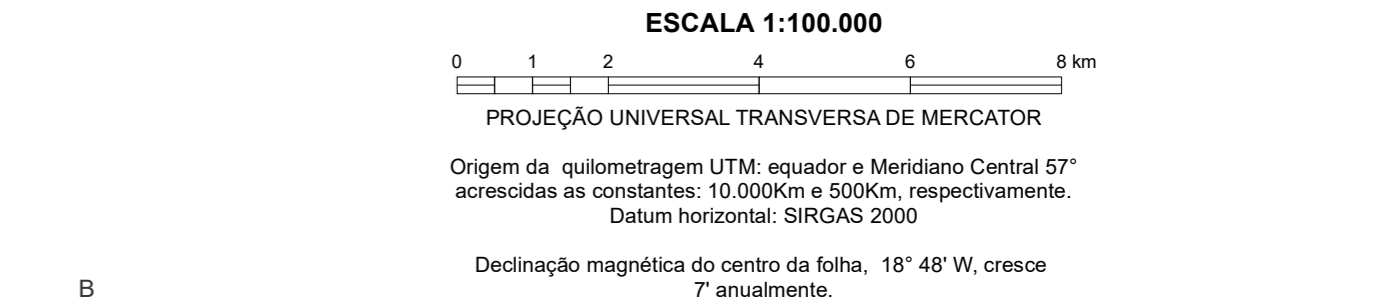 ESCALA 1:100.000
0 1 2 4 6 8 km
PROJEÇÃO UNIVERSAL TRANSVERSA DE MERCATOR
Origem da quilometragem UTM: equador e Meridiano Central 57°
acrescidas as constantes: 10.000Km e 500Km, respectivamente.
Datum horizontal: SIRGAS 2000
Declinação magnética do centro da folha, 18° 48' W, cresce
7' anualmente.
B